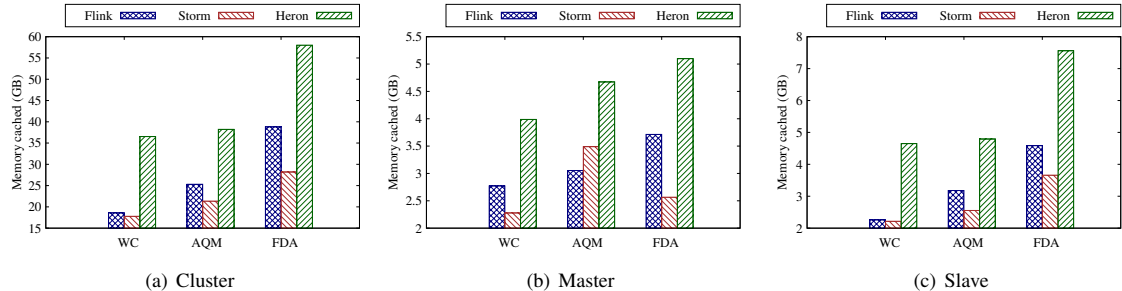 Flink Storm Heron
Memory cached (GB)
60
55
50
45
40
35
30
25
20
15
WC AQM FDA
(a) Cluster
Flink Storm Heron
Memory cached (GB)
5.5
5
4.5
4
3.5
3
2.5
2
WC AQM FDA
(b) Master
Flink Storm Heron
Memory cached (GB)
8
7
6
5
4
3
2
WC AQM FDA
(c) Slave